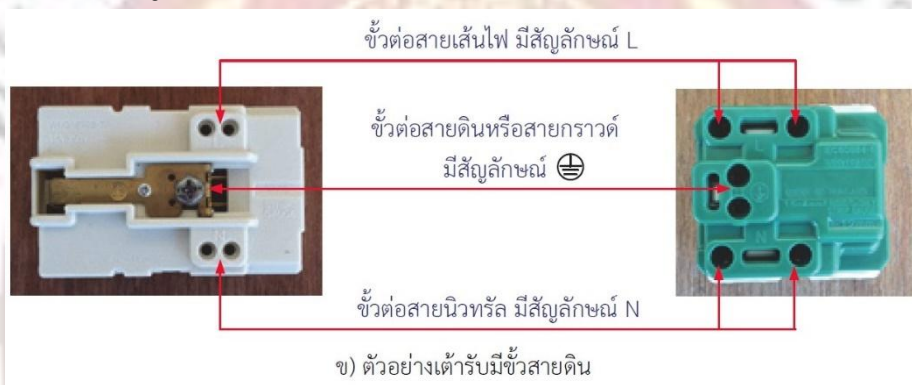 ขั้วต่อสายเส้นไฟ มีสัญลักษณ์ L
ขั้วต่อสายดินหรือสายกราวด์
มีสัญลักษณ์
L
N
ขั้วต่อสายนิวทรัล มีสัญลักษณ์ N
ข) ตัวอย่างเต้ารับมีขั้วสายดิน